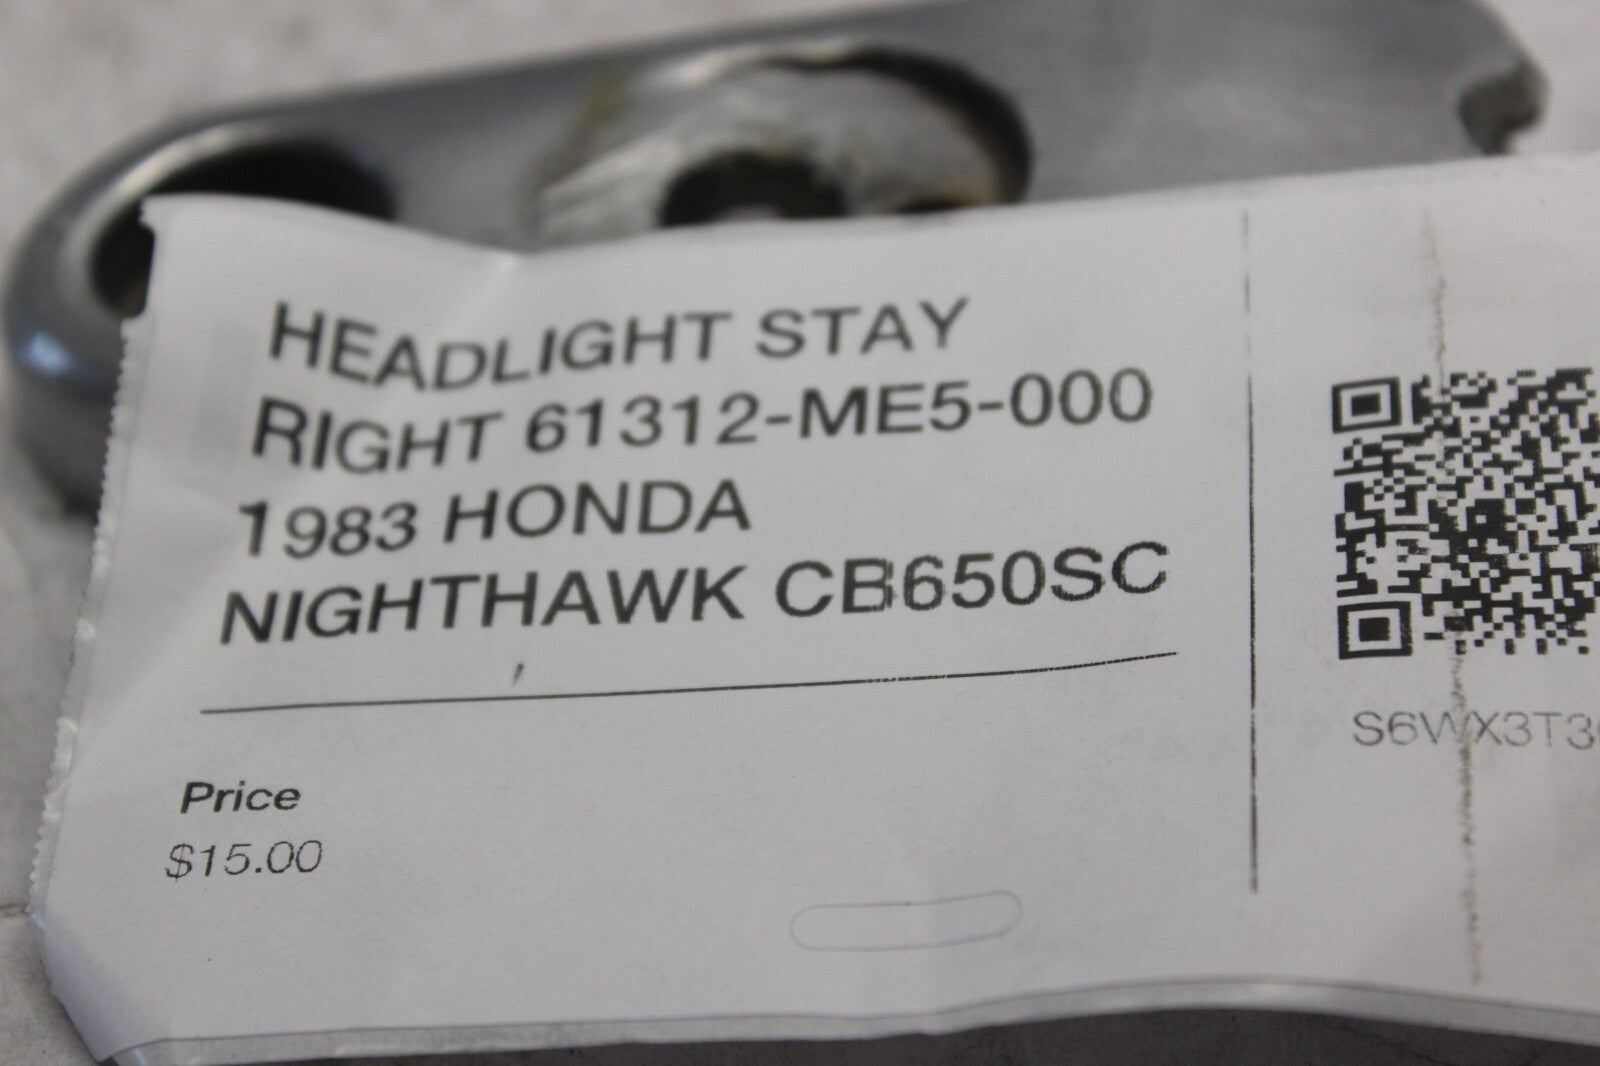 HEADLIGHT STAY
RIGHT 61312-ME5-000
1983 HONDA
NIGHTHAWK CB650SC
Price
$15.00